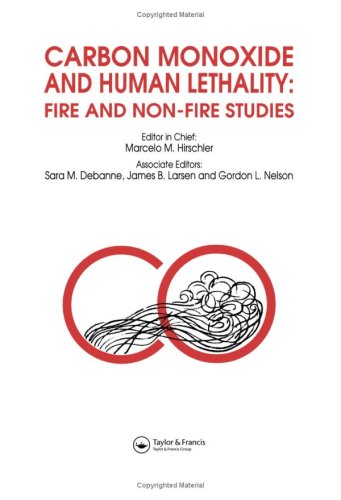 Copyrighted Material
CARBON MONOXIDE
AND HUMAN LETHALITY:
FIRE AND NON-FIRE STUDIES
Editor in Chief:
Marcelo M. Hirschler
Associate Editors:
Sara M. Debanne, James B. Larsen and Gordon L. Nelson
CO
Taylor & Francis
Taylor & Francis Group
Copyrighted Material